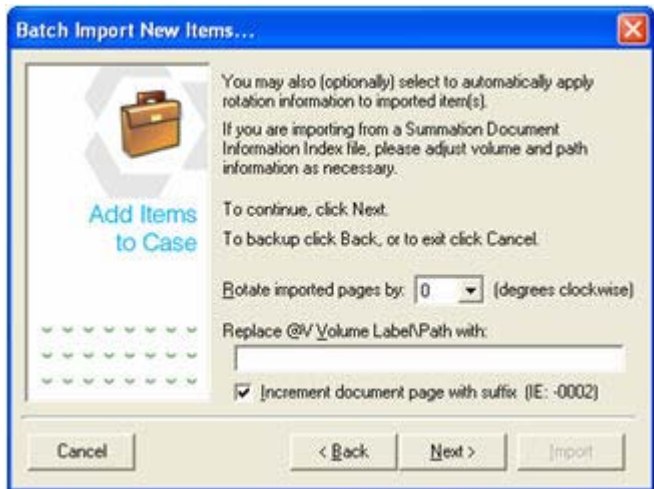 Batch Import New Items...
You may also (optionally) select to automatically apply
rotation information to imported item(s).
If you are importing from a Summation Document
Information Index file, please adjust volume and path
information as necessary.
Add Items
to Case
To continue, click Next.
To backup click Back, or to exit click Cancel.
Rotate imported pages by: 0 (degrees clockwise)
Replace @V Volume Label\Path with:
Increment document page with suffix (IE: -0002)
Cancel < Back Next > Import